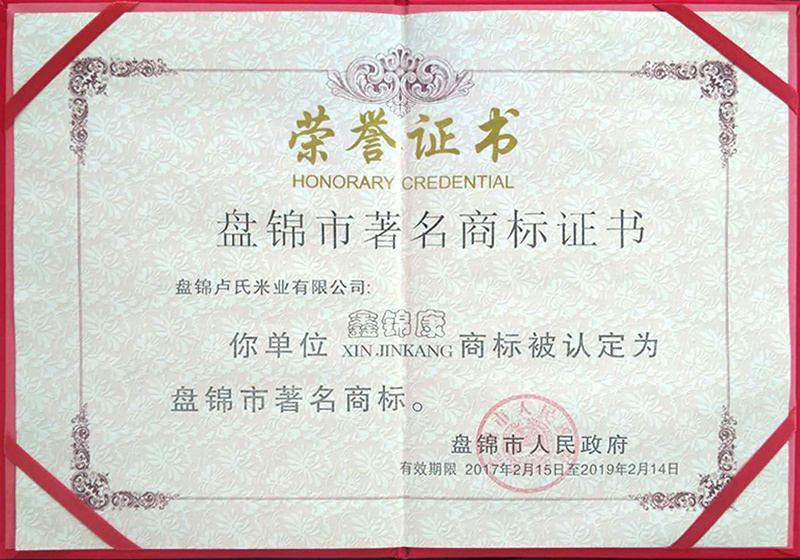 荣誉证书
HONORARY CREDENTIAL
盘锦市著名商标证书
盘锦卢氏米业有限公司:
鑫锦康
你单位 XIN JINKANG 商标被认定为
盘锦市著名商标。
盘锦市人民政府
有效期限 2017年2月15日至2019年2月14日